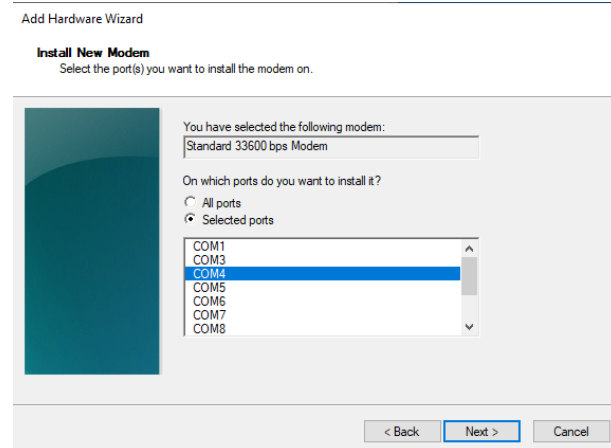 Add Hardware Wizard
Install New Modem
Select the port(s) you want to install the modem on.
You have selected the following modem:
Standard 33600 bps Modem
On which ports do you want to install it?
All ports
Selected ports
COM1
COM3
COM4
COM5
COM6
COM7
COM8
< Back
Next >
Cancel